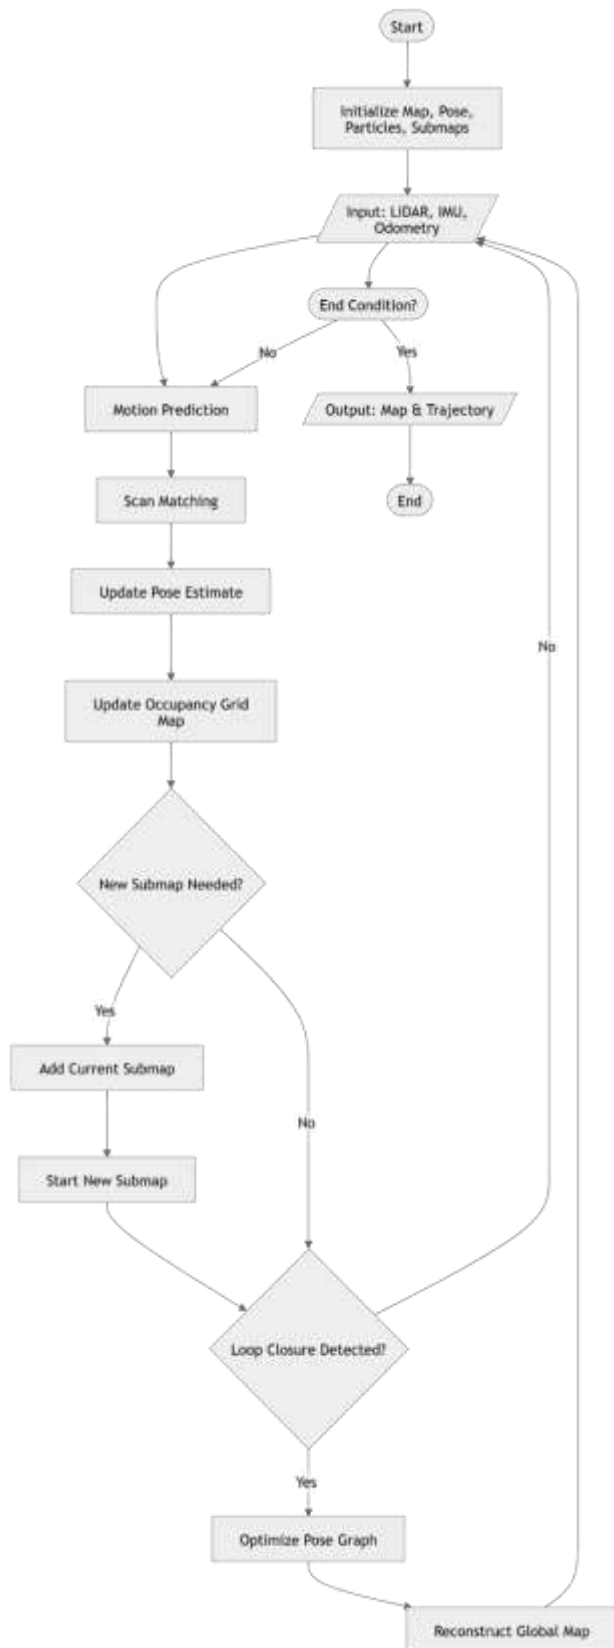 Start
Initialize Map, Pose,
Particles, Submaps
Input: LIDAR, IMU,
Odometry
End Condition?
No
Yes
Motion Prediction
Output: Map & Trajectory
Scan Matching
End
Update Pose Estimate
No
Update Occupancy Grid
Map
New Submap Needed?
Yes
Add Current Submap
No
Start New Submap
Loop Closure Detected?
Yes
Optimize Pose Graph
Reconstruct Global Map